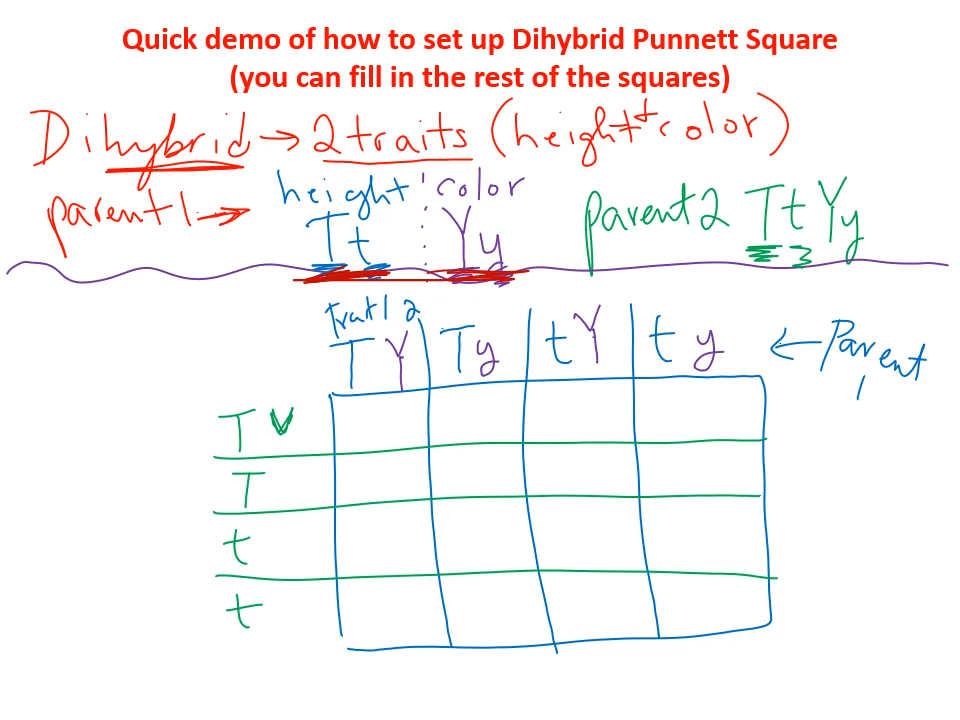 Quick demo of how to set up Dihybrid Punnett Square
(you can fill in the rest of the squares)
Dihybrid → 2 traits (height + color)
height color
parent 1 → Tt Yy parent 2 TtYy
Trait 1 2
TY Ty tY ty ← Parent 1
T Y
T
t
t